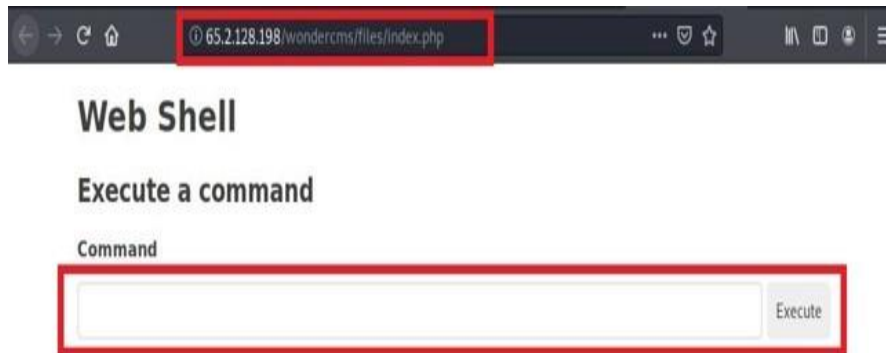 65.2.128.198/wondercms/files/index.php
Web Shell
Execute a command
Command
Execute